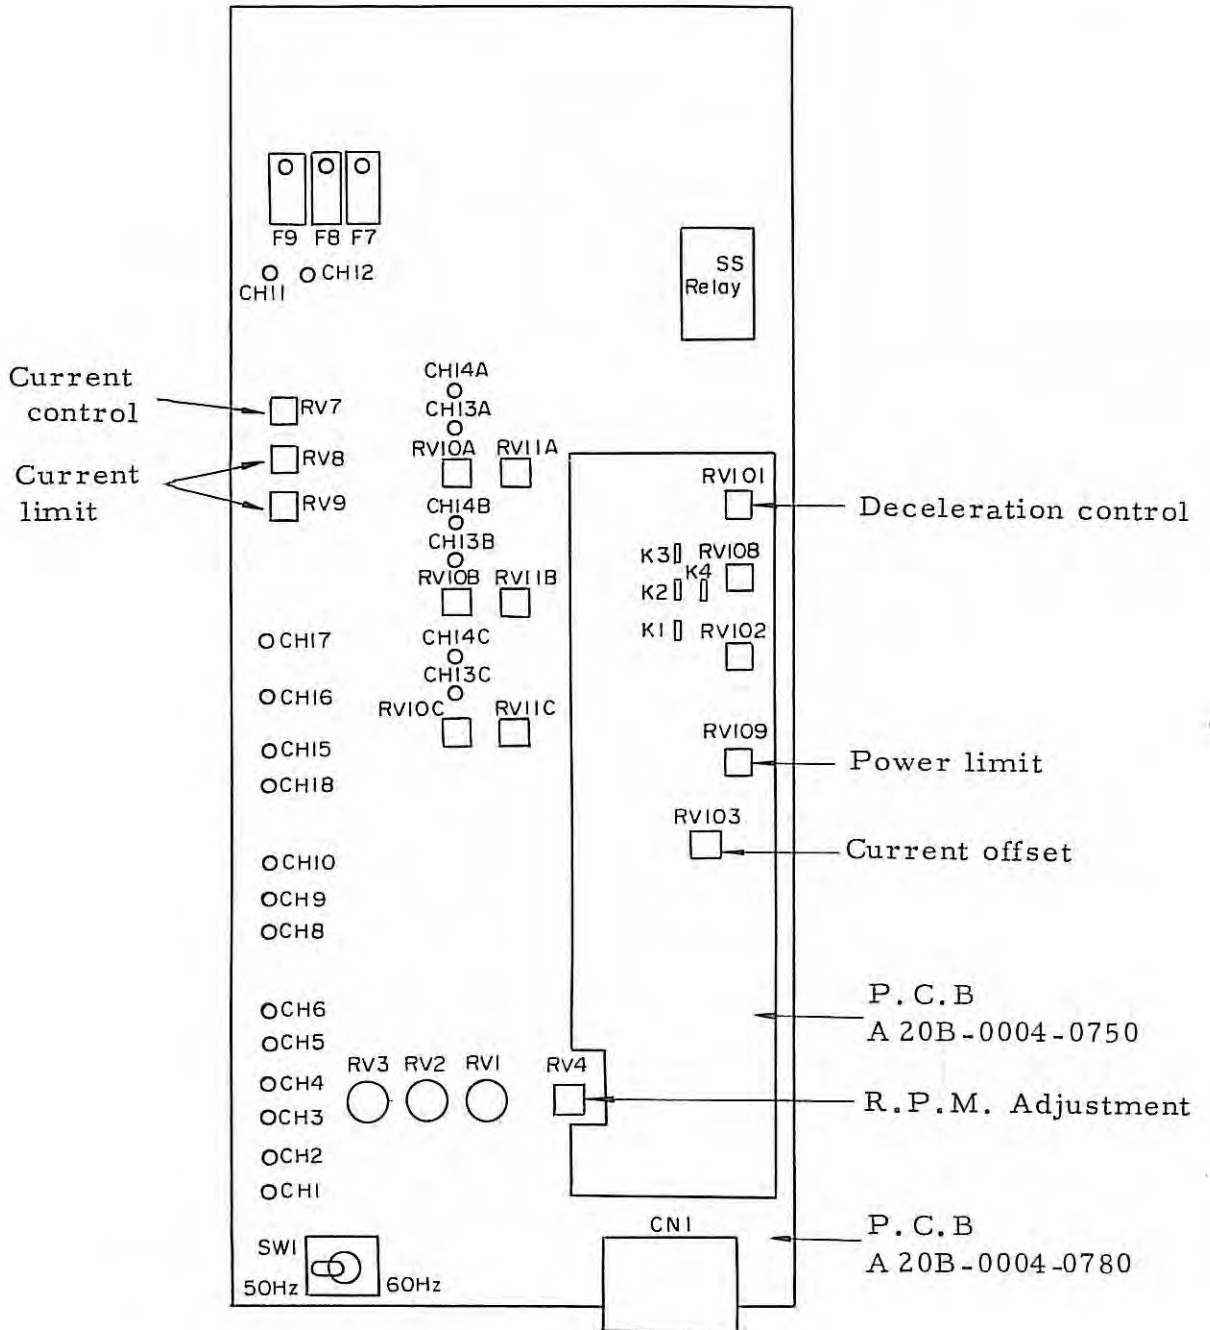 F9 F8 F7
CH11
CH12
SS
Relay
Current
control
RV7
Current
limit
RV8
RV9
CH14A
CH13A
RV10A
RV11A
CH14B
CH13B
RV10B
RV11B
CH14C
CH13C
RV10C
RV11C
RV101
Deceleration control
K3
RV108
K4
K2
K1
RV102
RV109
Power limit
RV103
Current offset
CH17
CH16
CH15
CH18
CH10
CH9
CH8
CH6
CH5
CH4
CH3
CH2
CH1
RV3
RV2
RV1
RV4
P.C.B
A 20B-0004-0750
R.P.M. Adjustment
CN1
P.C.B
A 20B-0004-0780
SW1
50Hz
60Hz